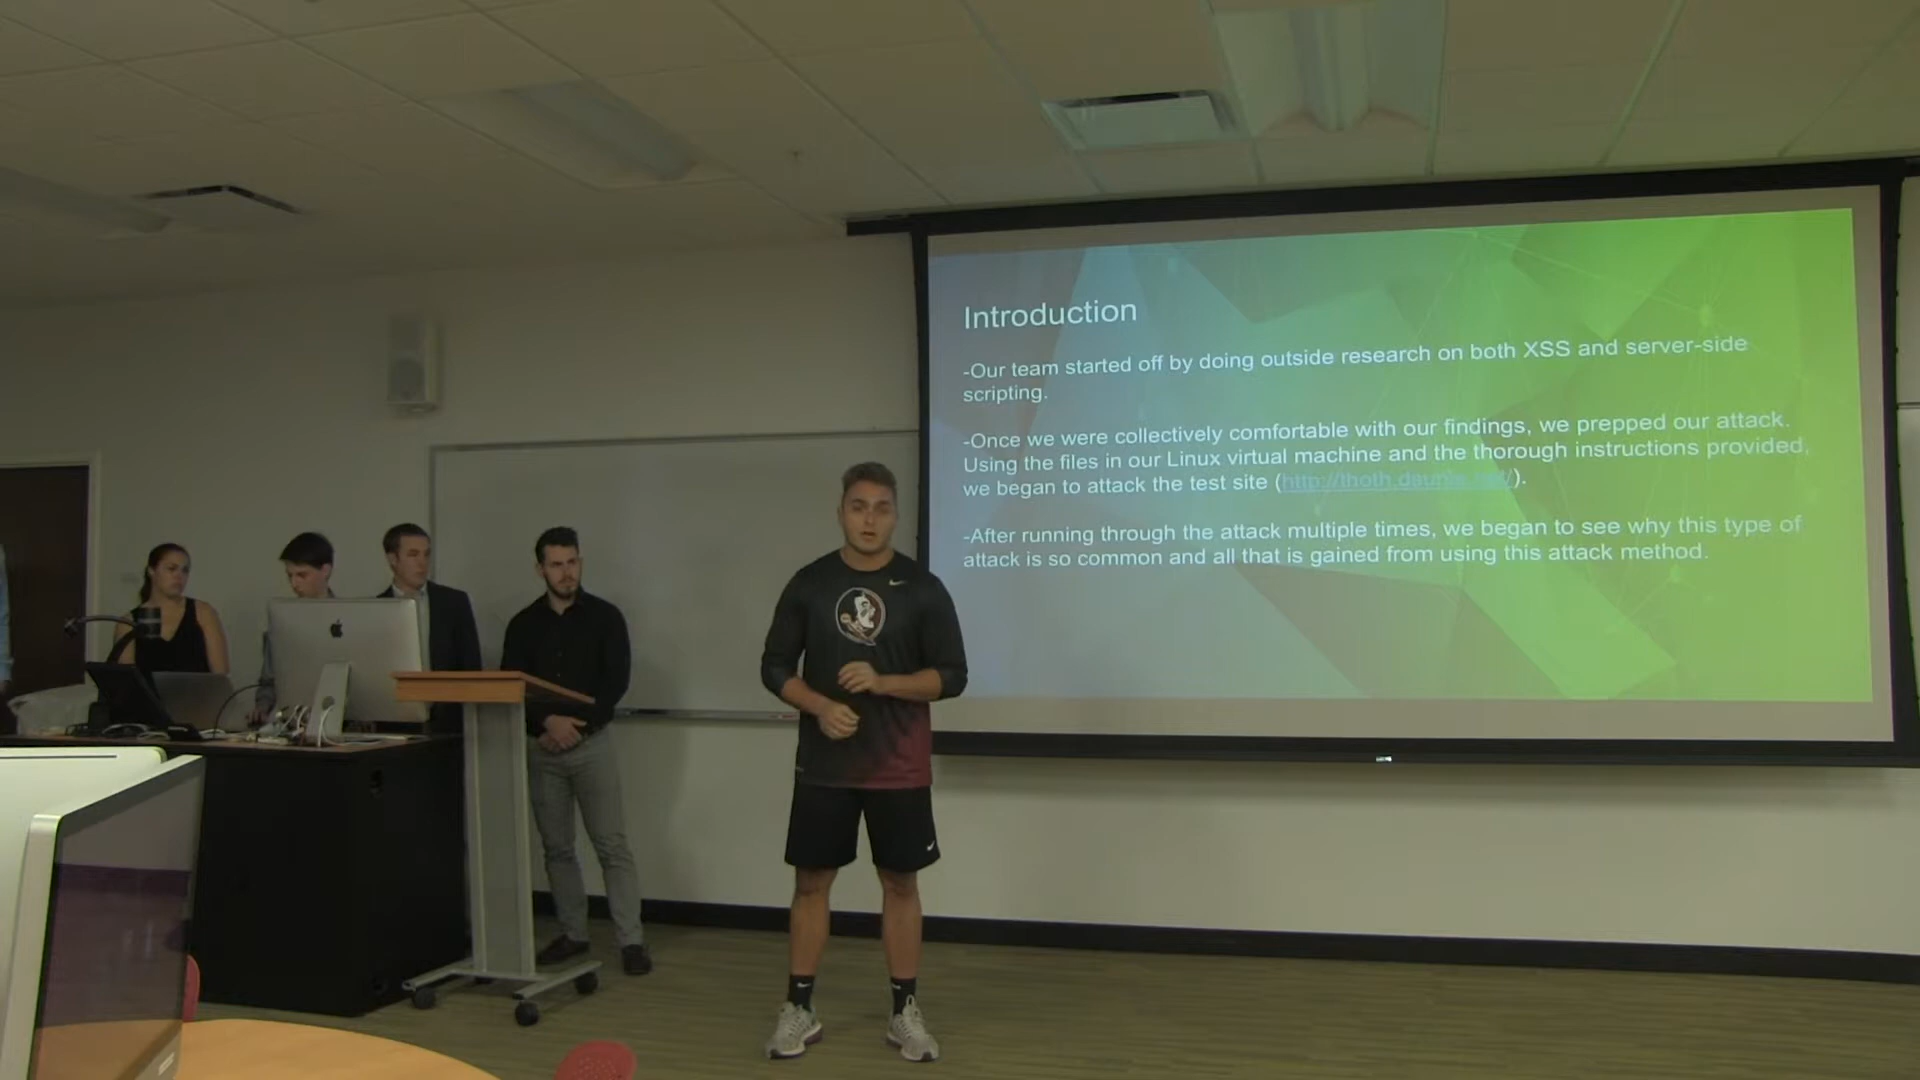 Introduction
-Our team started off by doing outside research on both XSS and server-side
scripting.
-Once we were collectively comfortable with our findings, we prepped our attack.
Using the files in our Linux virtual machine and the thorough instructions provided,
we began to attack the test site (
-After running through the attack multiple times, we began to see why this type of
attack is so common and all that is gained from using this attack method.